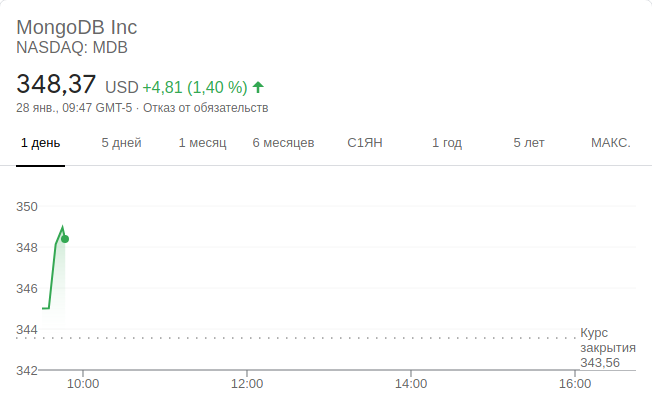 MongoDB Inc
NASDAQ: MDB
348,37 USD +4,81 (1,40 %)
28 янв., 09:47 GMT-5 · Отказ от обязательств
1 день 5 дней 1 месяц 6 месяцев С1ЯН 1 год 5 лет МАКС.
350
348
346
344
Курс
закрытия
343,56
342
10:00 12:00 14:00 16:00